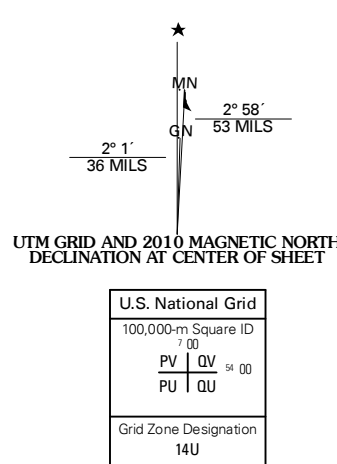 MN
2° 58´
53 MILS
GN
2° 1´
36 MILS
UTM GRID AND 2010 MAGNETIC NORTH
DECLINATION AT CENTER OF SHEET
U.S. National Grid
100,000-m Square ID
7 00
PV QV 54 00
PU QU
Grid Zone Designation
14U